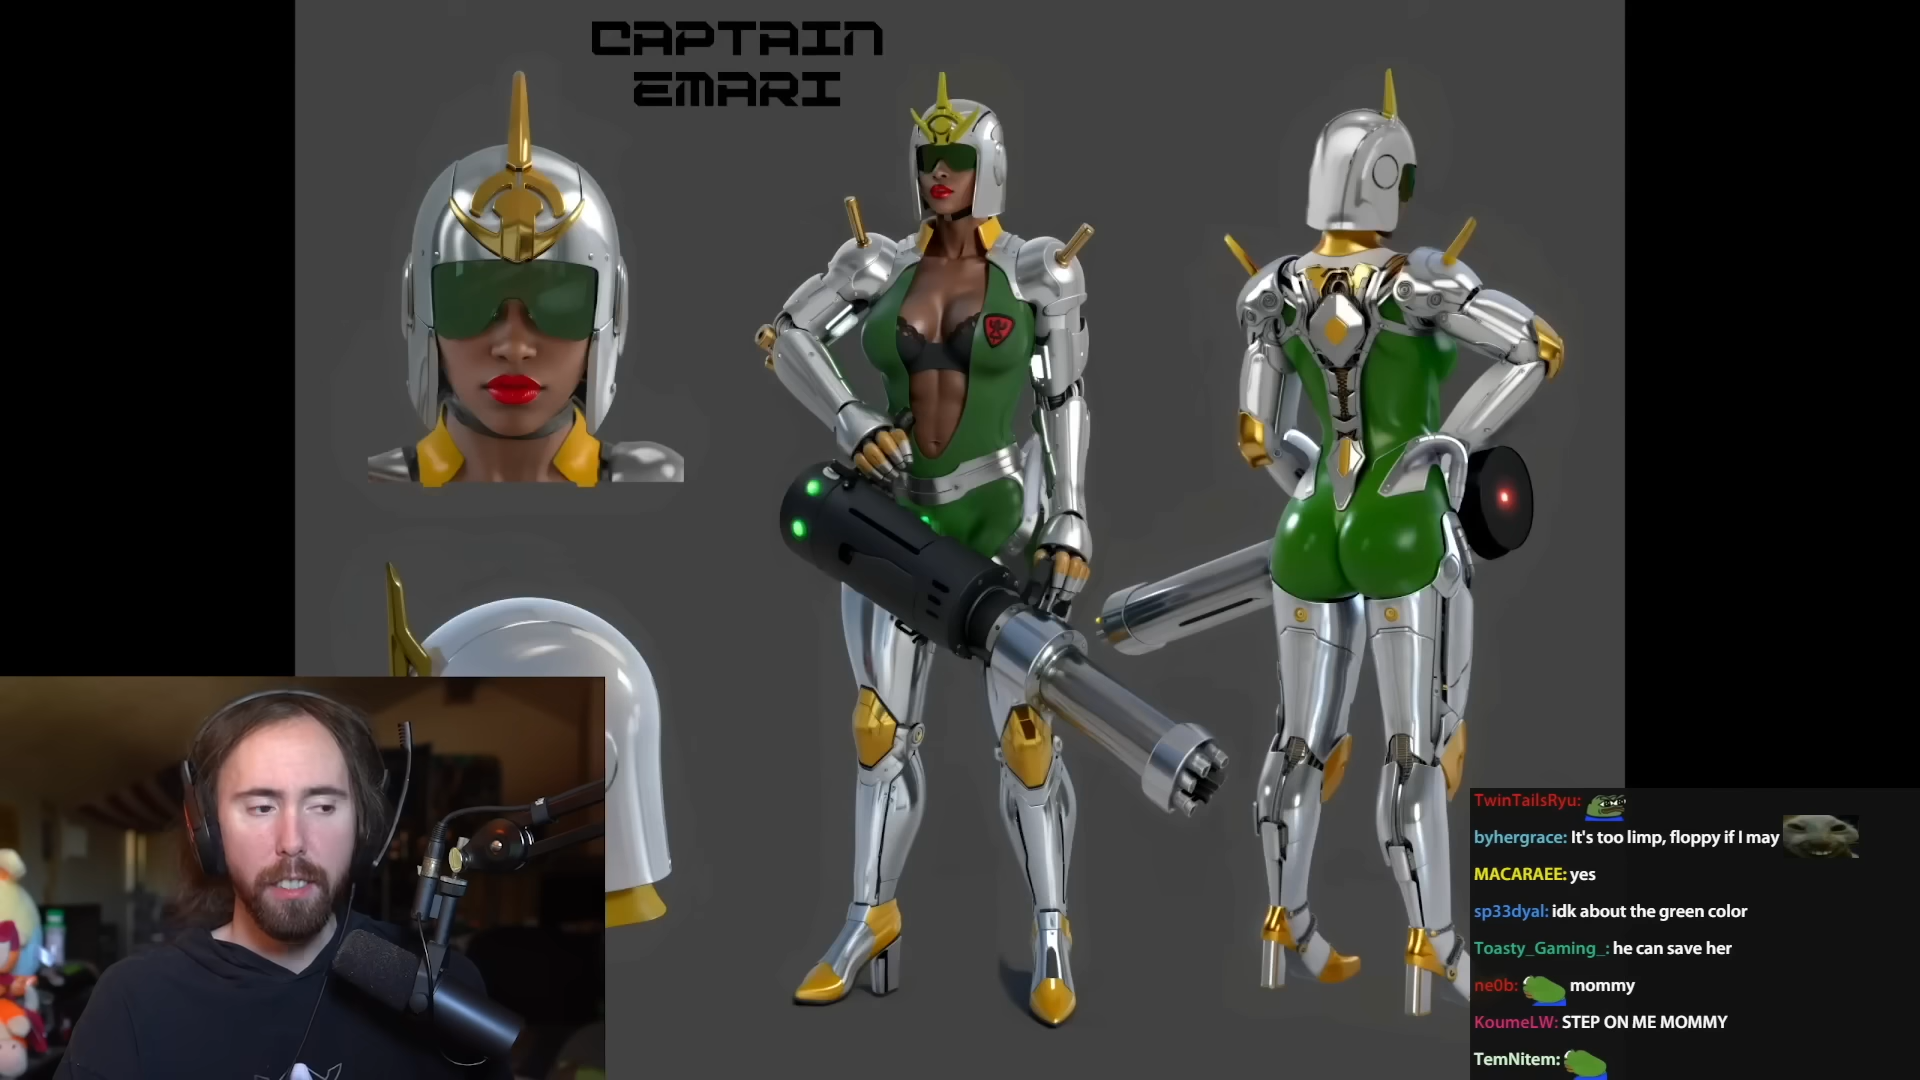 CAPTAIN
EMARI
TwinTailsRyu:
byhergrace: It's too limp, floppy if I may
MACARAEE: yes
sp33dyal: idk about the green color
Toasty_Gaming_: he can save her
ne0b: mommy
KoumeLW: STEP ON ME MOMMY
TemNitem: